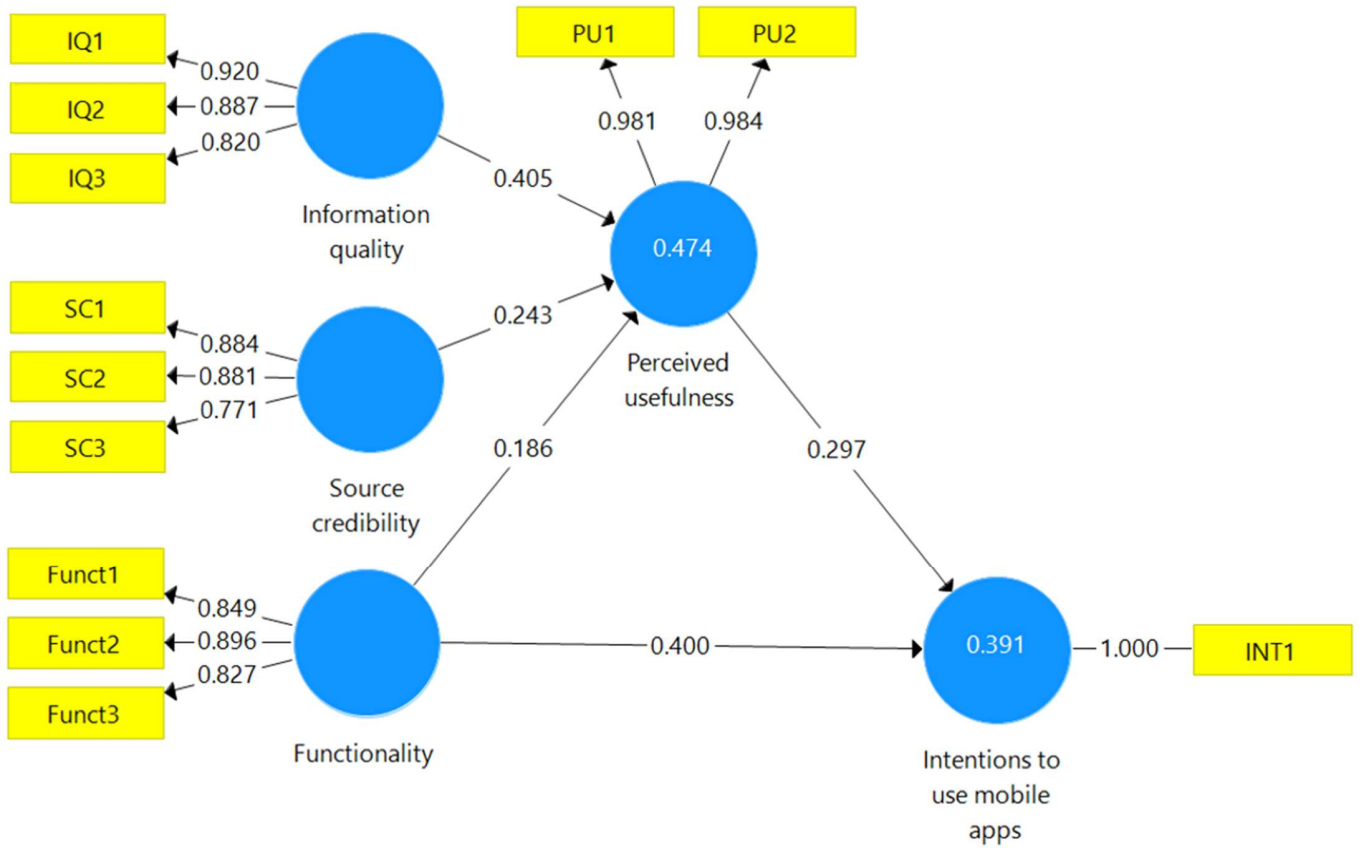 IQ1
0.920
IQ2
0.887
0.820
IQ3
Information
quality
PU1
PU2
0.981
0.984
0.405
0.474
Perceived
usefulness
SC1
0.884
SC2
0.881
0.771
SC3
Source
credibility
0.243
0.186
0.297
Funct1
0.849
Funct2
0.896
0.827
Funct3
Functionality
0.400
0.391
1.000
INT1
Intentions to
use mobile
apps